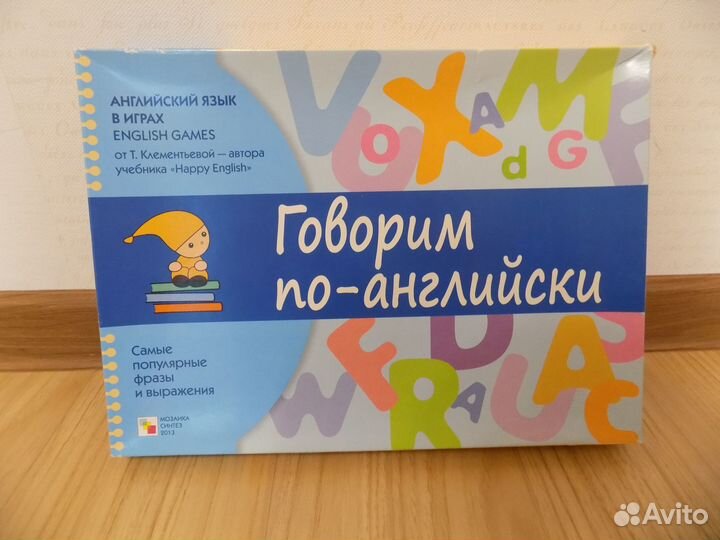 АНГЛИЙСКИЙ ЯЗЫК
В ИГРАХ
ENGLISH GAMES
от Т. Клементьевой — автора
учебника «Happy English»
V O X A M F
d G
Говорим
по-английски
Самые
популярные
фразы
и выражения
W F R D A U A S C
МОЗАИКА
СИНТЕЗ
2013
Avito